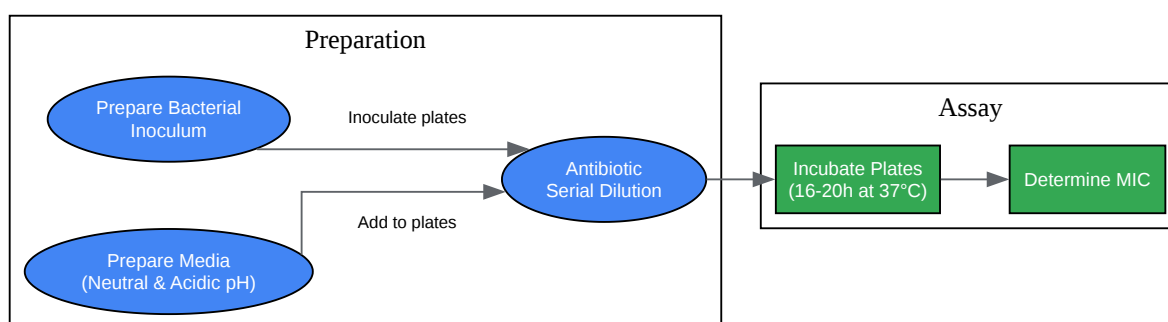 Preparation
Prepare Bacterial
Inoculum
Inoculate plates
Antibiotic
Serial Dilution
Add to plates
Prepare Media
(Neutral & Acidic pH)
Assay
Incubate Plates
(16-20h at 37°C)
Determine MIC